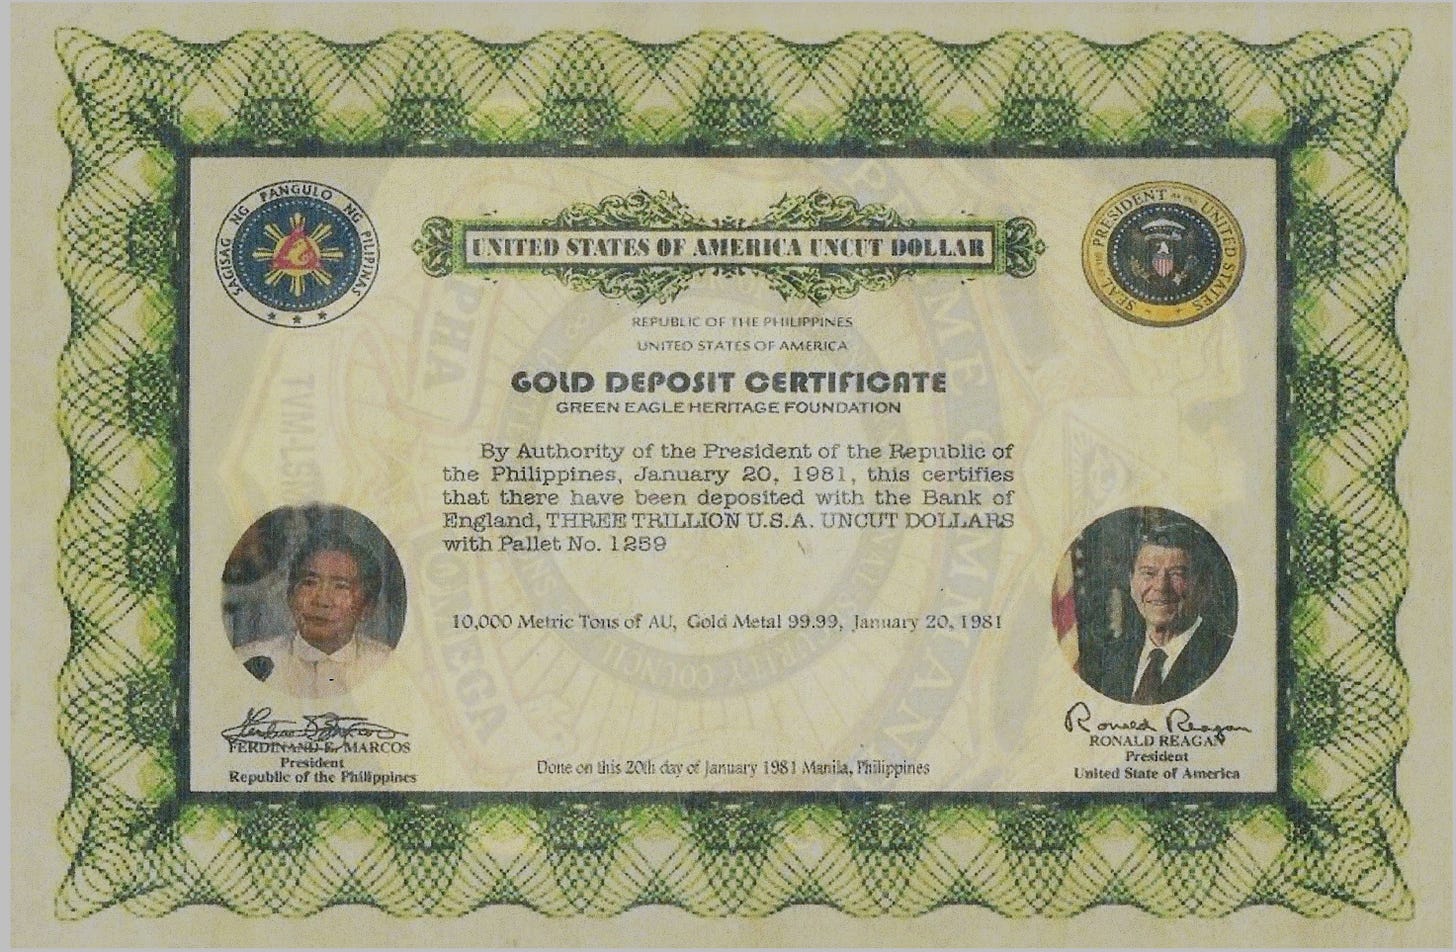 SAGISAG NG PANGULO NG PILIPINAS
UNITED STATES OF AMERICA UNCUT DOLLAR
SEAL OF THE PRESIDENT OF THE UNITED STATES
REPUBLIC OF THE PHILIPPINES
UNITED STATES OF AMERICA
GOLD DEPOSIT CERTIFICATE
GREEN EAGLE HERITAGE FOUNDATION
By Authority of the President of the Republic of
the Philippines, January 20, 1981, this certifies
that there have been deposited with the Bank of
England, THREE TRILLION U.S.A. UNCUT DOLLARS
with Pallet No. 1259
10,000 Metric Tons of AU, Gold Metal 99.99, January 20, 1981
ALPHA
OMEGA
SECURITY COUNCIL
Ronald Reagan
FERDINAND E. MARCOS
President
Republic of the Philippines
RONALD REAGAN
President
United State of America
Done on this 20th day of January 1981 Manila, Philippines